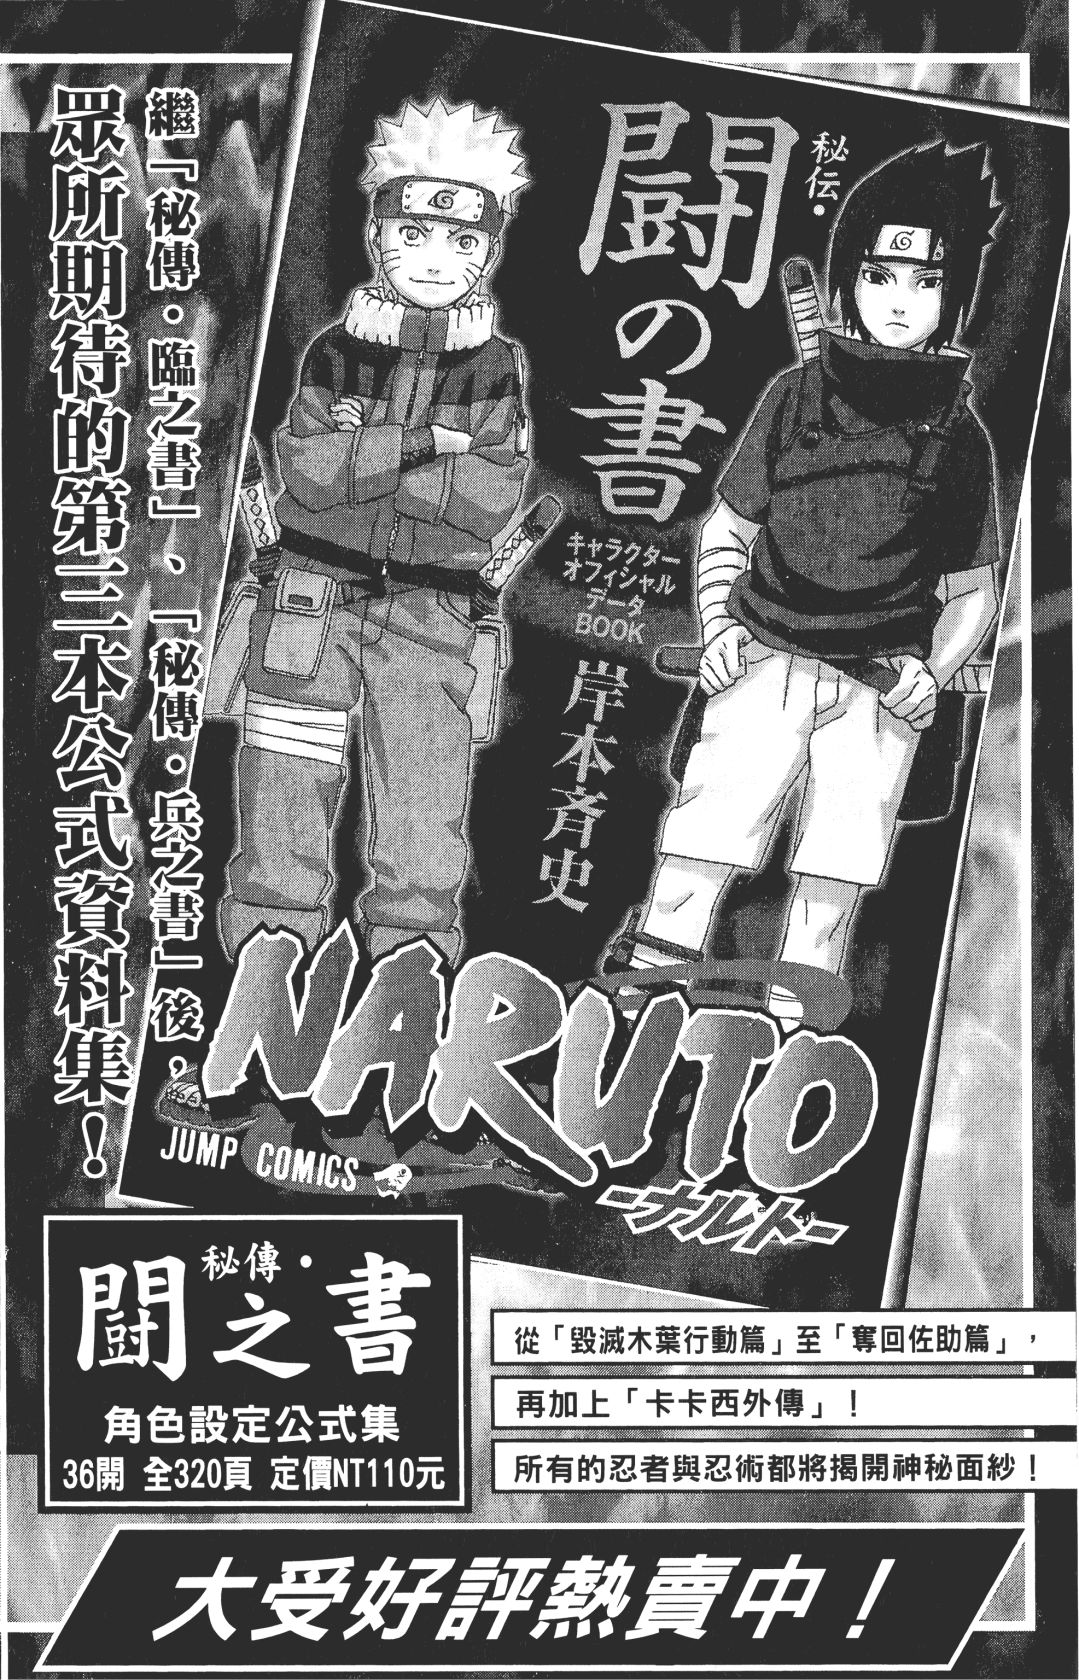 繼「秘傳・臨之書」、「秘傳・兵之書」後，
眾所期待的第三本公式資料集！
秘伝・
闘の書
キャラクター
オフィシャル
データ
BOOK
岸本斉史
NARUTO
ーナルトー
JUMP COMICS
秘傳・
闘之書
角色設定公式集
36開 全320頁 定價NT110元
從「毀滅木葉行動篇」至「奪回佐助篇」，
再加上「卡卡西外傳」！
所有的忍者與忍術都將揭開神秘面紗！
大受好評熱賣中！